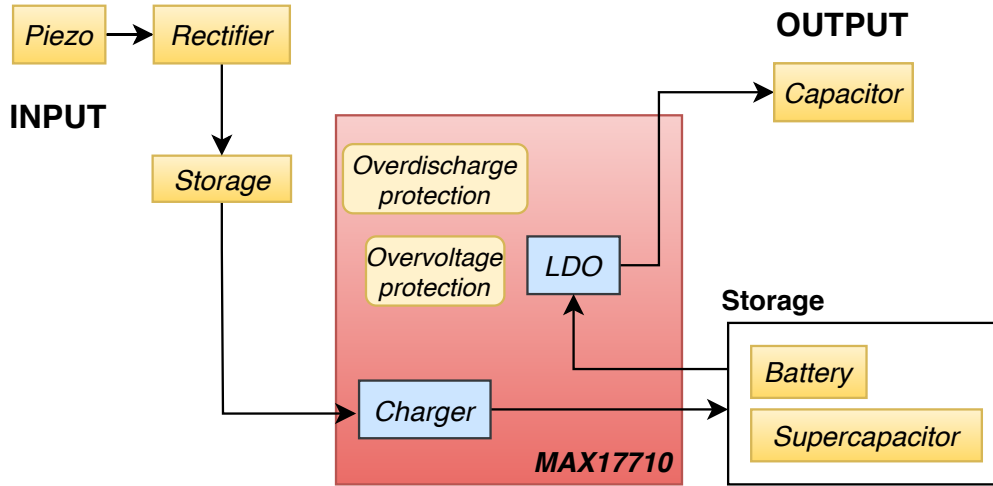 Piezo
Rectifier
OUTPUT
Capacitor
INPUT
Storage
Overdischarge
protection
Overvoltage
protection
LDO
Storage
Battery
Charger
Supercapacitor
MAX17710